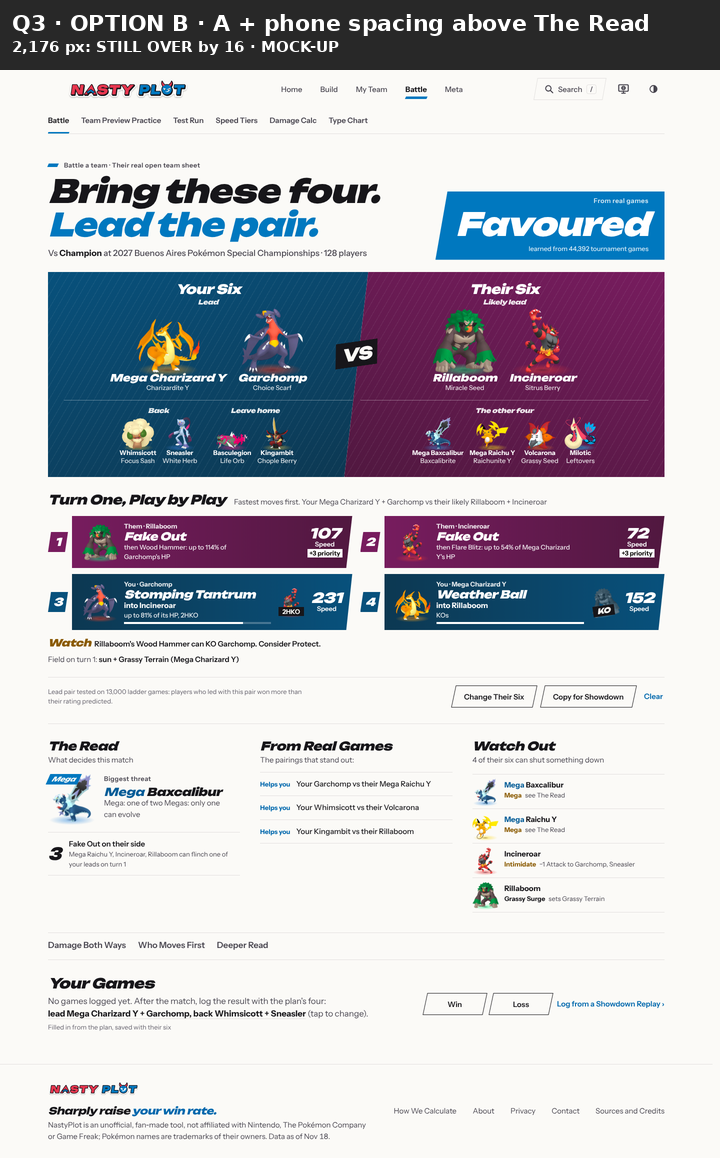 Q3 · OPTION B · A + phone spacing above The Read
2,176 px: STILL OVER by 16 · MOCK-UP
NASTY PLOT
Home Build My Team Battle Meta
Search /
Battle Team Preview Practice Test Run Speed Tiers Damage Calc Type Chart
Battle a team · Their real open team sheet
Bring these four.
Lead the pair.
Vs Champion at 2027 Buenos Aires Pokémon Special Championships · 128 players
From real games
Favoured
learned from 44,392 tournament games
Your Six
Lead
Mega Charizard Y
Charizardite Y
Garchomp
Choice Scarf
Back
Leave home
Whimsicott
Focus Sash
Sneasler
White Herb
Basculegion
Life Orb
Kingambit
Chople Berry
VS
Their Six
Likely lead
Rillaboom
Miracle Seed
Incineroar
Sitrus Berry
The other four
Mega Baxcalibur
Baxcalibrite
Mega Raichu Y
Raichunite Y
Volcarona
Grassy Seed
Milotic
Leftovers
Turn One, Play by Play
Fastest moves first. Your Mega Charizard Y + Garchomp vs their likely Rillaboom + Incineroar
1
Them · Rillaboom
Fake Out
then Wood Hammer: up to 114% of
Garchomp's HP
107
Speed
+3 priority
2
Them · Incineroar
Fake Out
then Flare Blitz: up to 54% of Mega Charizard
Y's HP
72
Speed
+3 priority
3
You · Garchomp
Stomping Tantrum
into Incineroar
up to 81% of its HP, 2HKO
2HKO
231
Speed
4
You · Mega Charizard Y
Weather Ball
into Rillaboom
KOs
KO
152
Speed
Watch Rillaboom's Wood Hammer can KO Garchomp. Consider Protect.
Field on turn 1: sun + Grassy Terrain (Mega Charizard Y)
Lead pair tested on 13,000 ladder games: players who led with this pair won more than
their rating predicted.
Change Their Six
Copy for Showdown
Clear
The Read
What decides this match
Mega
Biggest threat
Mega Baxcalibur
Mega: one of two Megas: only one
can evolve
3
Fake Out on their side
Mega Raichu Y, Incineroar, Rillaboom can flinch one of
your leads on turn 1
From Real Games
The pairings that stand out:
Helps you Your Garchomp vs their Mega Raichu Y
Helps you Your Whimsicott vs their Volcarona
Helps you Your Kingambit vs their Rillaboom
Watch Out
4 of their six can shut something down
Mega Baxcalibur
Mega see The Read
Mega Raichu Y
Mega see The Read
Incineroar
Intimidate −1 Attack to Garchomp, Sneasler
Rillaboom
Grassy Surge sets Grassy Terrain
Damage Both Ways Who Moves First Deeper Read
Your Games
No games logged yet. After the match, log the result with the plan's four:
lead Mega Charizard Y + Garchomp, back Whimsicott + Sneasler (tap to change).
Filled in from the plan, saved with their six
Win
Loss
Log from a Showdown Replay ›
NASTY PLOT
Sharply raise your win rate.
NastyPlot is an unofficial, fan-made tool, not affiliated with Nintendo, The Pokémon Company
or Game Freak; Pokémon names are trademarks of their owners. Data as of Nov 18.
How We Calculate About Privacy Contact Sources and Credits